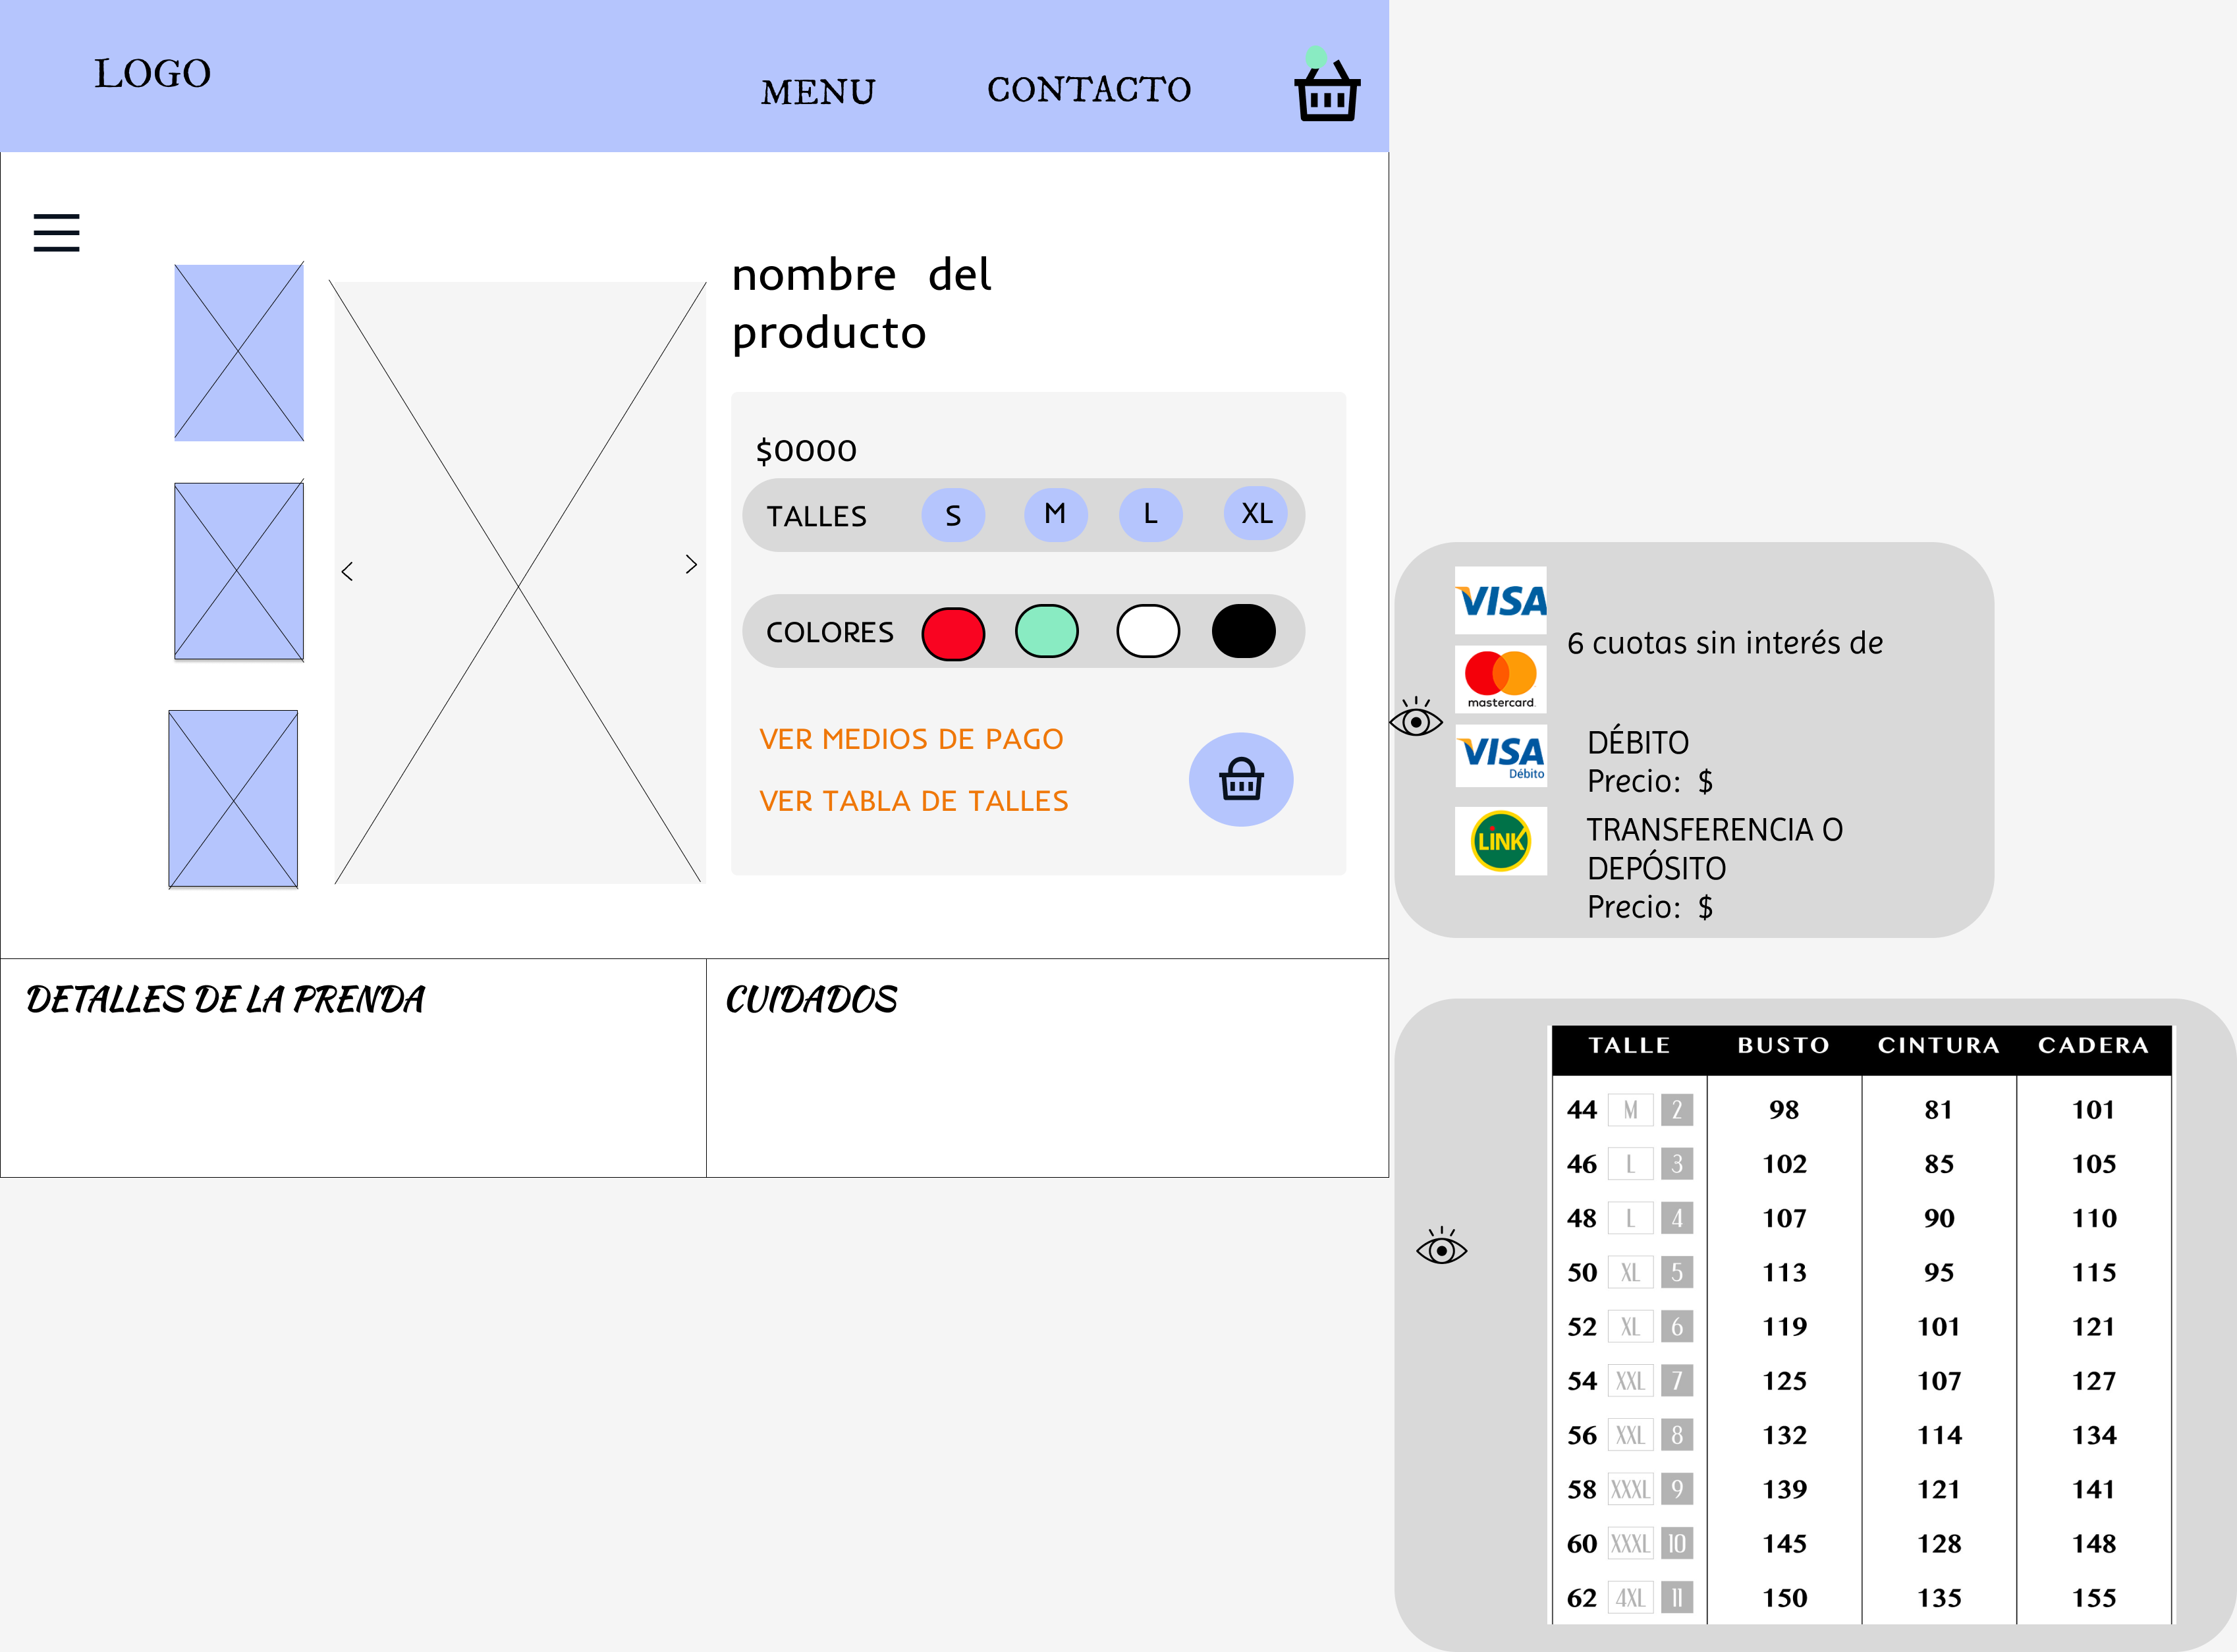 LOGO
MENU
CONTACTO
nombre del
producto
$0000
TALLES S M L XL
COLORES
VER MEDIOS DE PAGO
VER TABLA DE TALLES
DETALLES DE LA PRENDA
CUIDADOS
VISA
6 cuotas sin interés de
mastercard
VISA
Débito
DÉBITO
Precio: $
LINK
TRANSFERENCIA O
DEPÓSITO
Precio: $
TALLE BUSTO CINTURA CADERA
44 M 2 98 81 101
46 L 3 102 85 105
48 L 4 107 90 110
50 XL 5 113 95 115
52 XL 6 119 101 121
54 XXL 7 125 107 127
56 XXL 8 132 114 134
58 XXXL 9 139 121 141
60 XXXL 10 145 128 148
62 4XL 11 150 135 155